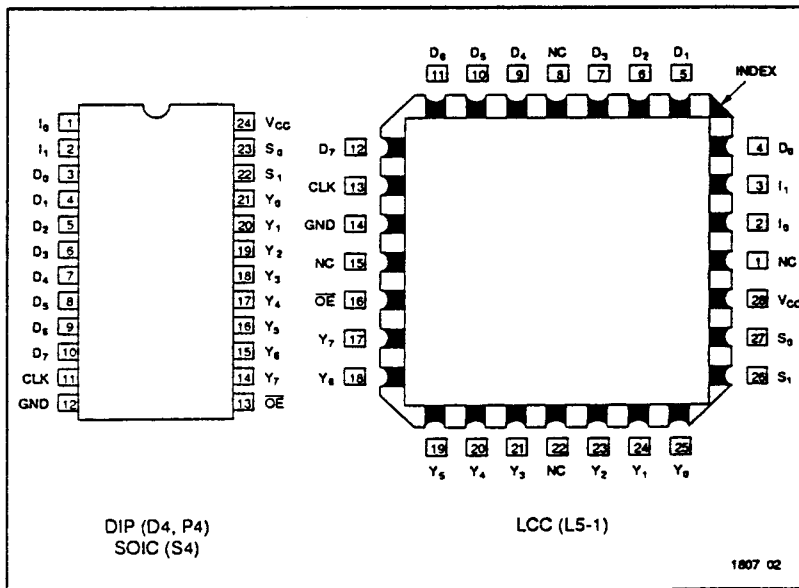 D₆ D₅ D₄ NC D₃ D₂ D₁
11 10 9 8 7 6 5
INDEX
I₀ 1 24 V_CC
I₁ 2 23 S₀
D₀ 3 22 S₁
D₁ 4 21 Y₀
D₂ 5 20 Y₁
D₃ 6 19 Y₂
D₄ 7 18 Y₃
D₅ 8 17 Y₄
D₆ 9 16 Y₅
D₇ 10 15 Y₆
CLK 11 14 Y₇
GND 12 13 O̅E̅
D₇ 12 4 D₀
CLK 13 3 I₁
GND 14 2 I₀
NC 15 1 NC
O̅E̅ 16 28 V_CC
Y₇ 17 27 S₀
Y₆ 18 26 S₁
19 20 21 22 23 24 25
Y₅ Y₄ Y₃ NC Y₂ Y₁ Y₀
DIP (D4, P4)
SOIC (S4)
LCC (L5-1)
1807 02